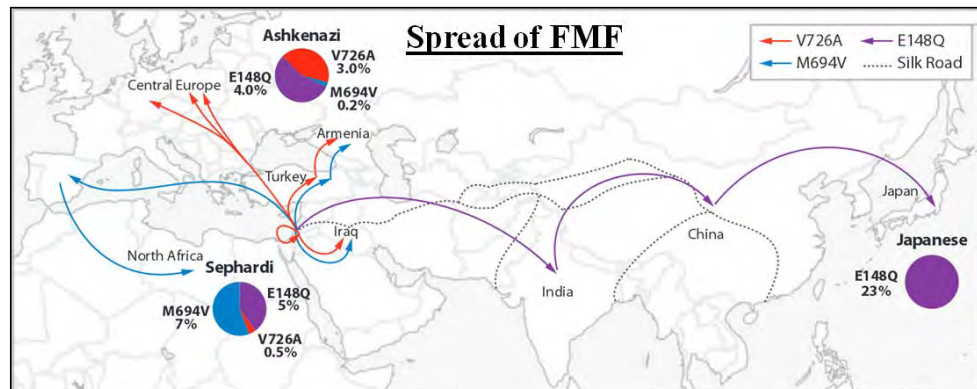 Spread of FMF
V726A
E148Q
M694V
Silk Road
Ashkenazi
V726A
3.0%
E148Q
4.0%
M694V
0.2%
Central Europe
Armenia
Turkey
Iraq
North Africa
Sephardi
E148Q
5%
M694V
7%
V726A
0.5%
India
China
Japan
Japanese
E148Q
23%